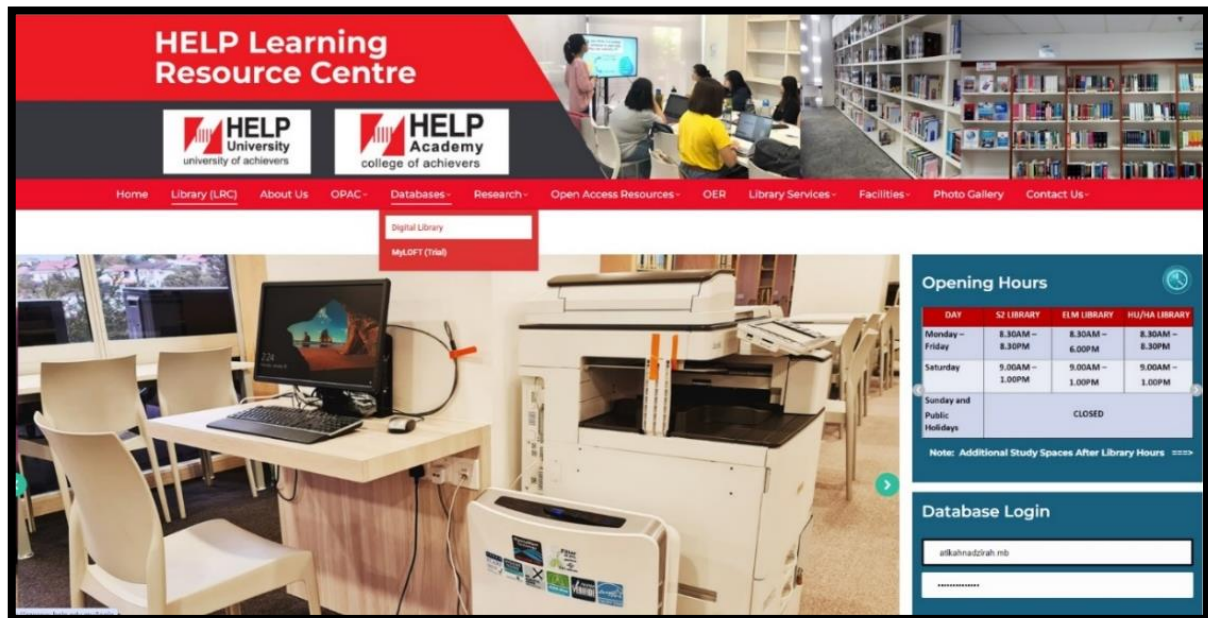 HELP Learning
Resource Centre
HELP
University
university of achievers
HELP
Academy
college of achievers
Home Library (LRC) About Us OPAC Databases Research Open Access Resources OER Library Services Facilities Photo Gallery Contact Us
Digital Library
MyLOFT (Trial)
2:24
Opening Hours
DAY S2 LIBRARY ELM LIBRARY HU/HA LIBRARY
Monday – 8.30AM – 8.30AM – 8.30AM –
Friday 8.30PM 6.00PM 8.30PM
Saturday 9.00AM – 9.00AM – 9.00AM –
1.00PM 1.00PM 1.00PM
Sunday and
Public CLOSED
Holidays
Note: Additional Study Spaces After Library Hours ===>
Database Login
atikahnadzirah.mb